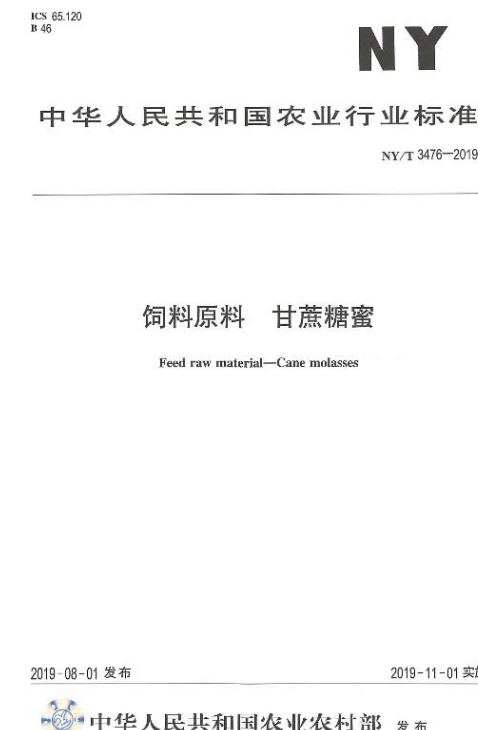 ICS 65.120
B 46
NY
中华人民共和国农业行业标准
NY/T 3476—2019
饲料原料 甘蔗糖蜜
Feed raw material—Cane molasses
2019-08-01 发布
2019-11-01 实施
中华人民共和国农业农村部 发布